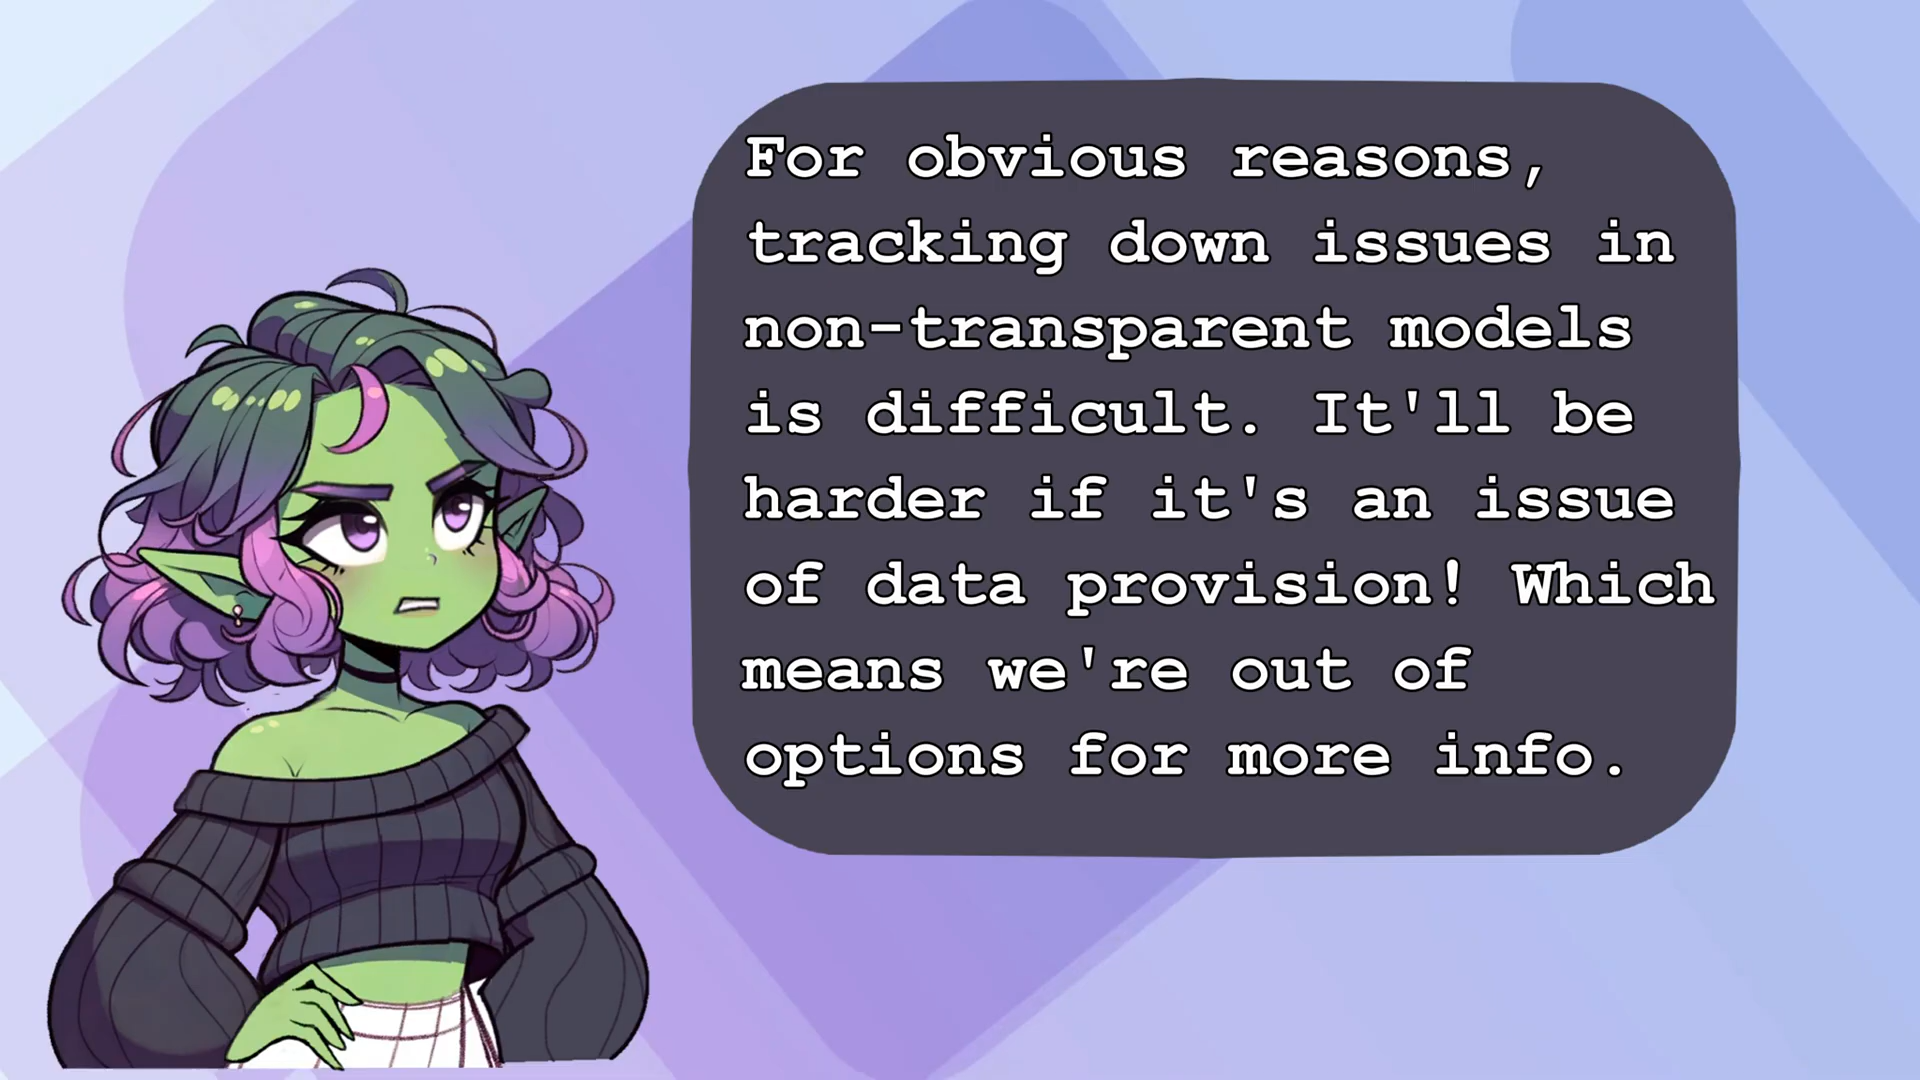 For obvious reasons,
tracking down issues in
non-transparent models
is difficult. It'll be
harder if it's an issue
of data provision! Which
means we're out of
options for more info.